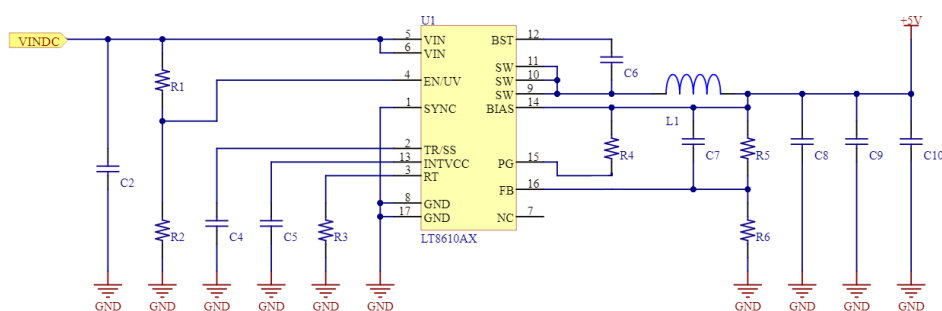 U1
+5V
VINDC
5 VIN BST 12
6 VIN
SW 11
SW 10
SW 9
4 EN/UV
1 SYNC BIAS 14
2 TR/SS
13 INTVCC PG 15
3 RT
FB 16
8 GND
17 GND NC 7
LT8610AX
R1
C6
L1
C2
R4
C7
R5
C8
C9
C10
R2
C4
C5
R3
R6
GND GND GND GND GND GND GND GND GND GND